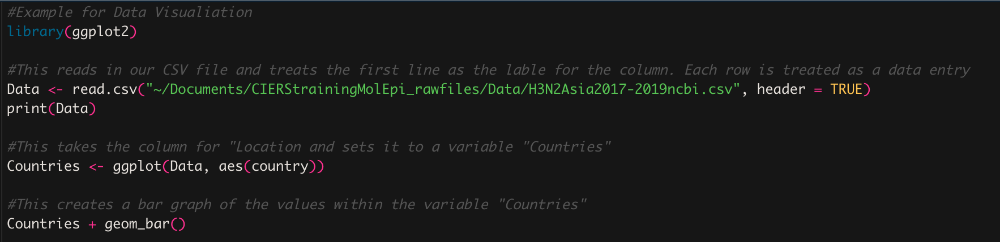 #Example for Data Visualiation
library(ggplot2)
#This reads in our CSV file and treats the first line as the lable for the column. Each row is treated as a data entry
Data <- read.csv("~/Documents/CIERStrainingMolEpi_rawfiles/Data/H3N2Asia2017-2019ncbi.csv", header = TRUE)
print(Data)
#This takes the column for "Location and sets it to a variable "Countries"
Countries <- ggplot(Data, aes(country))
#This creates a bar graph of the values within the variable "Countries"
Countries + geom_bar()